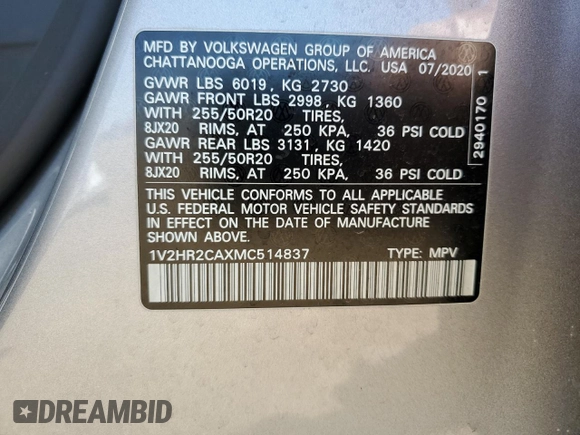 MFD BY VOLKSWAGEN GROUP OF AMERICA
CHATTANOOGA OPERATIONS, LLC. USA 07/2020
GVWR LBS 6019, KG 2730
GAWR FRONT LBS 2998, KG 1360
WITH 255/50R20 TIRES,
8JX20 RIMS, AT 250 KPA, 36 PSI COLD
GAWR REAR LBS 3131, KG 1420
WITH 255/50R20 TIRES,
8JX20 RIMS, AT 250 KPA, 36 PSI COLD
THIS VEHICLE CONFORMS TO ALL APPLICABLE
U.S. FEDERAL MOTOR VEHICLE SAFETY STANDARDS
IN EFFECT ON THE DATE OF MANUFACTURE
SHOWN ABOVE
1V2HR2CAXMC514837 TYPE: MPV
2940170 1
DREAMBID